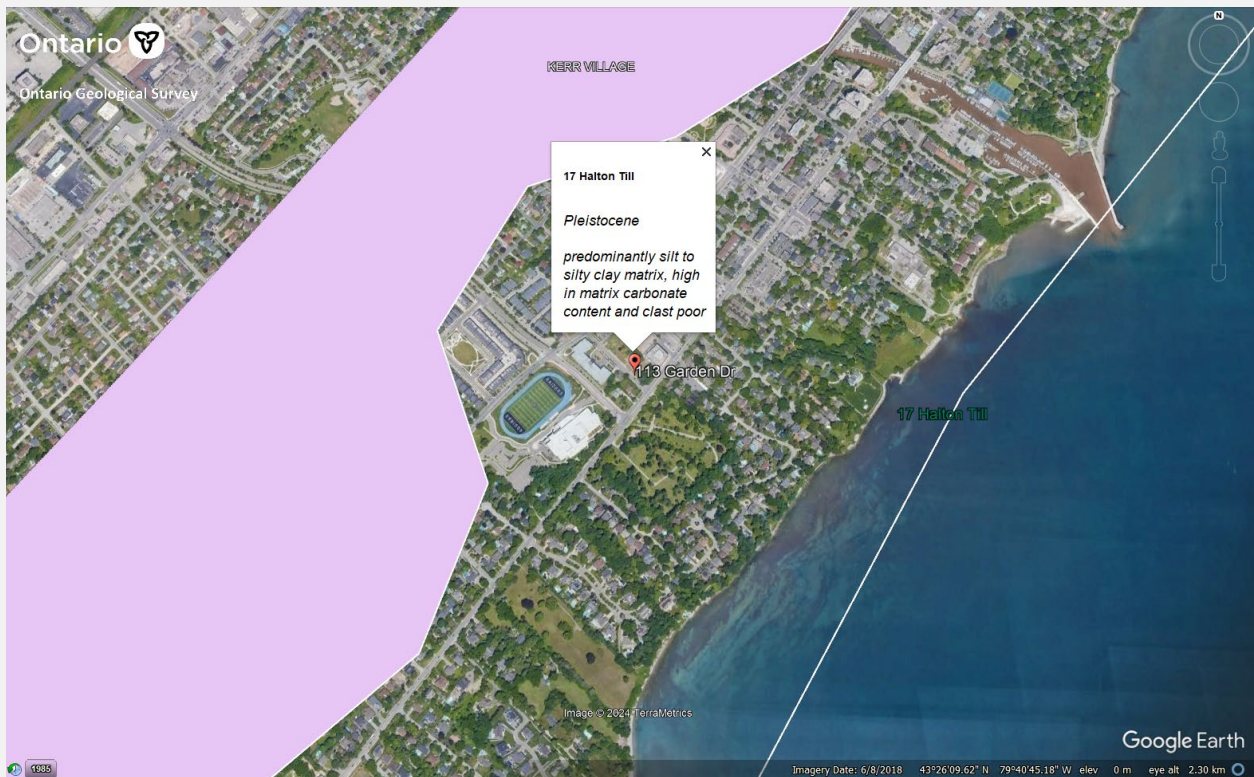 Ontario
Ontario Geological Survey
KERR VILLAGE
N
17 Halton Till
Pleistocene
predominantly silt to
silty clay matrix, high
in matrix carbonate
content and clast poor
113 Garden Dr
17 Halton Till
Image © 2024 TerraMetrics
Google Earth
1985
Imagery Date: 6/8/2018 43°26'09.62" N 79°40'45.18" W elev 0 m eye alt 2.30 km